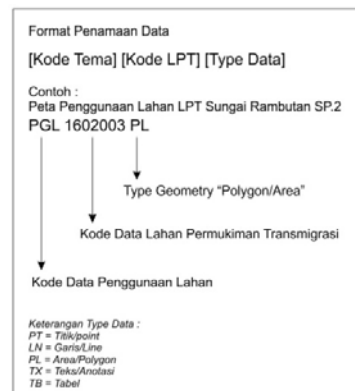 Format Penamaan Data
[Kode Tema] [Kode LPT] [Type Data]
Contoh :
Peta Penggunaan Lahan LPT Sungai Rambutan SP.2
PGL 1602003 PL
Type Geometry "Polygon/Area"
Kode Data Lahan Permukiman Transmigrasi
Kode Data Penggunaan Lahan
Keterangan Type Data :
PT = Titik/point
LN = Garis/Line
PL = Area/Polygon
TX = Teks/Anotasi
TB = Tabel